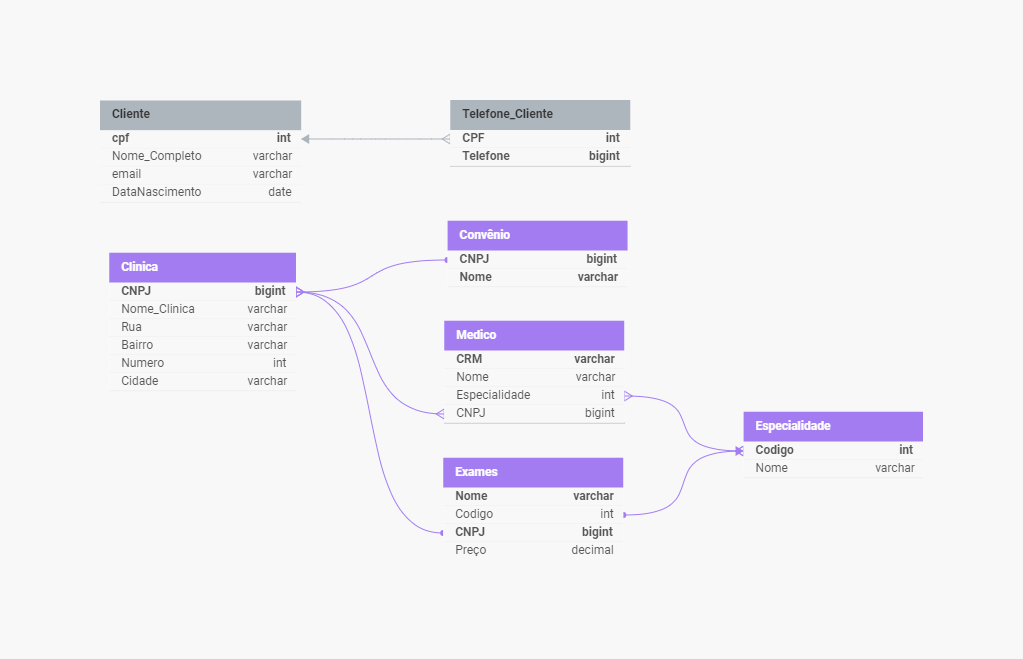 Cliente
cpf int
Nome_Completo varchar
email varchar
DataNascimento date
Telefone_Cliente
CPF int
Telefone bigint
Convênio
CNPJ bigint
Nome varchar
Clinica
CNPJ bigint
Nome_Clinica varchar
Rua varchar
Bairro varchar
Numero int
Cidade varchar
Medico
CRM varchar
Nome varchar
Especialidade int
CNPJ bigint
Especialidade
Codigo int
Nome varchar
Exames
Nome varchar
Codigo int
CNPJ bigint
Preço decimal